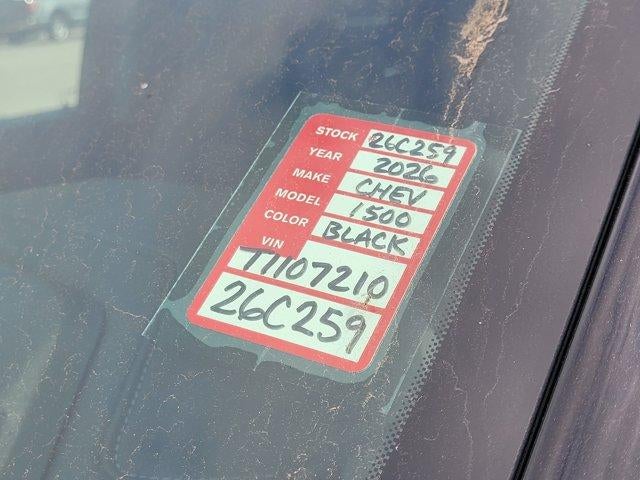 STOCK 26C259
YEAR 2026
MAKE CHEV
MODEL 1500
COLOR BLACK
VIN
T1107210
26C259